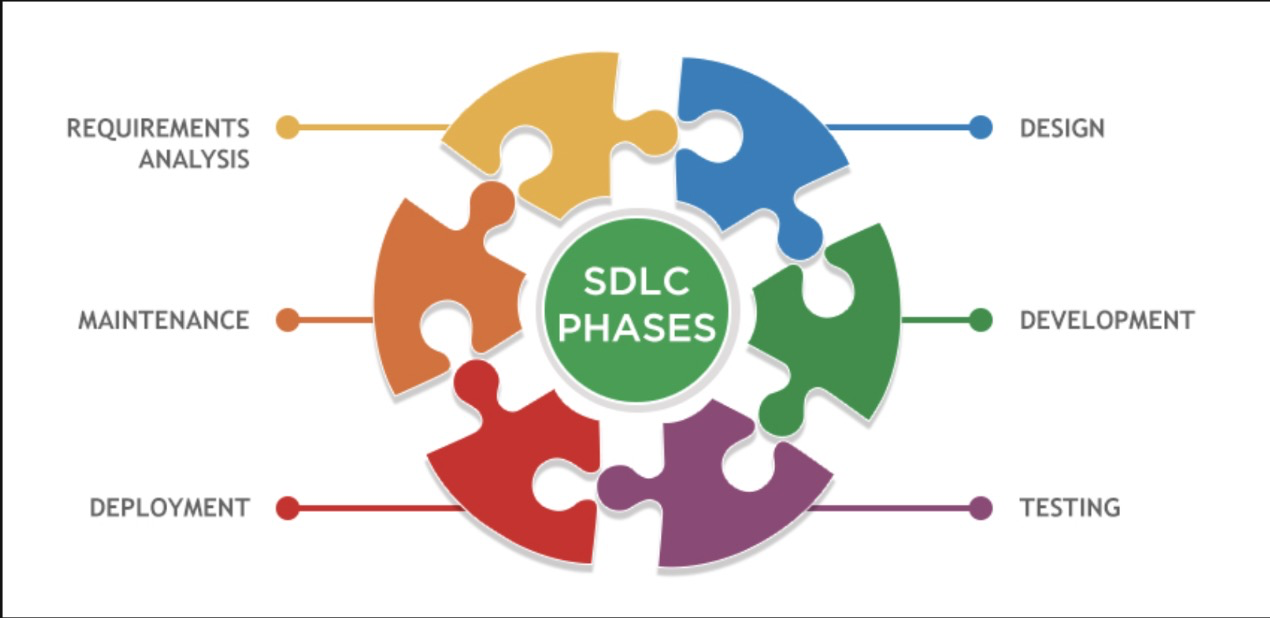 REQUIREMENTS
ANALYSIS
DESIGN
SDLC
PHASES
MAINTENANCE
DEVELOPMENT
DEPLOYMENT
TESTING